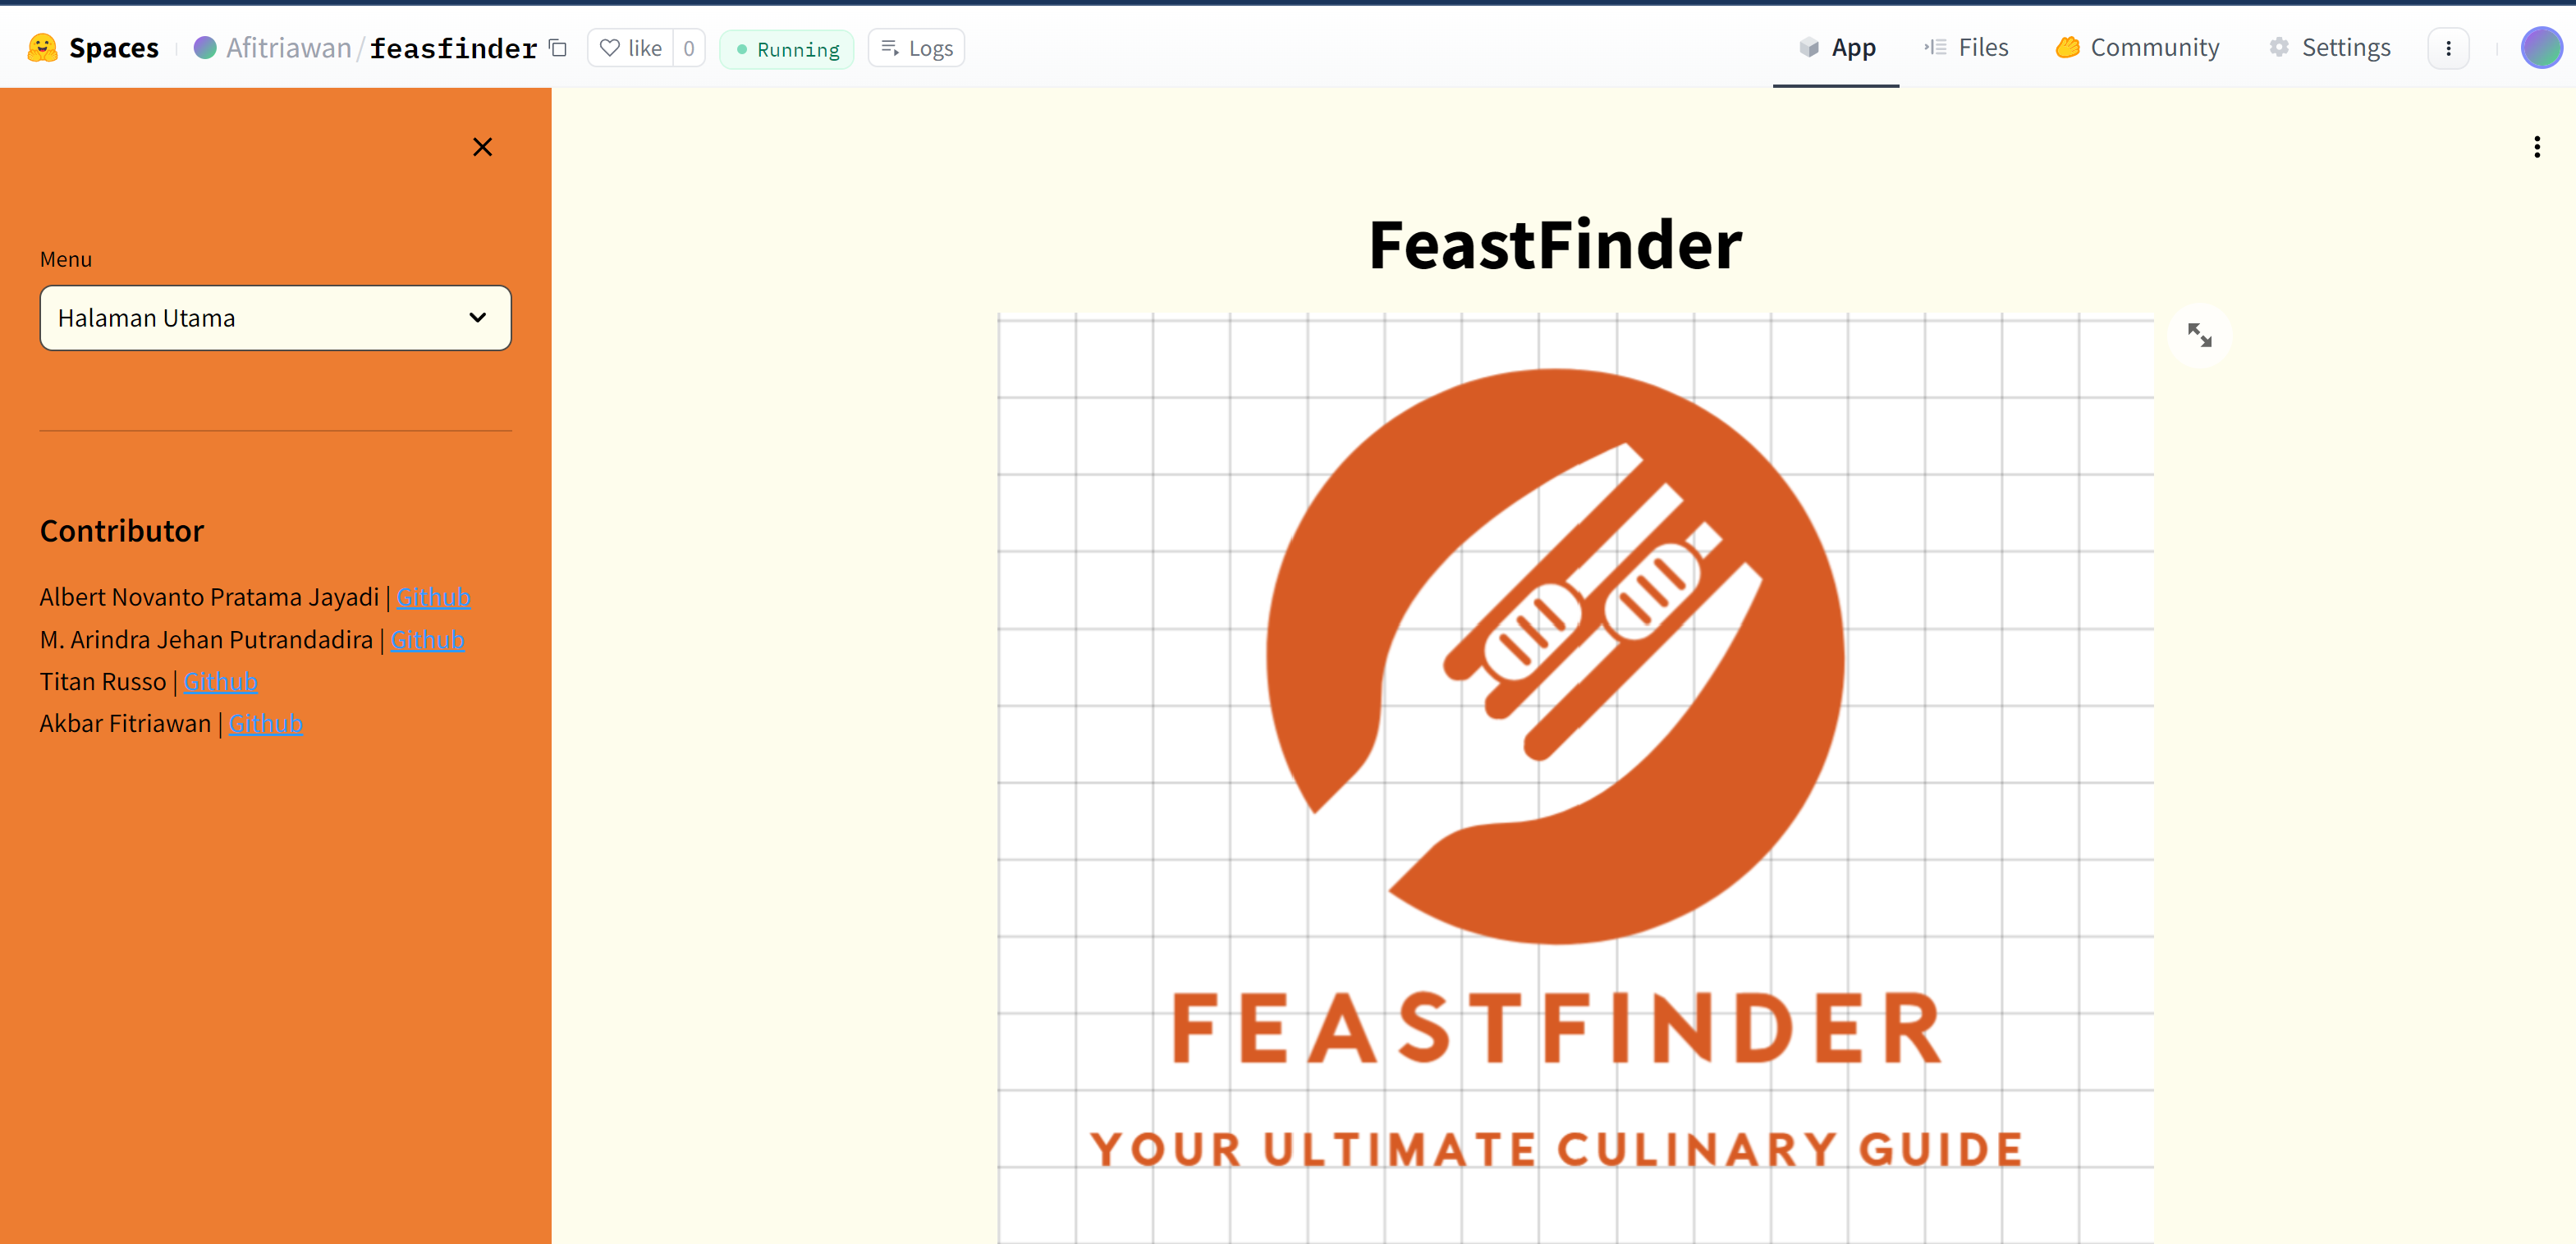 Spaces
Afitriawan/feasfinder
like 0
Running
Logs
App
Files
Community
Settings
Menu
Halaman Utama
Contributor
Albert Novanto Pratama Jayadi | Github
M. Arindra Jehan Putrandadira | Github
Titan Russo | Github
Akbar Fitriawan | Github
FeastFinder
FEASTFINDER
YOUR ULTIMATE CULINARY GUIDE